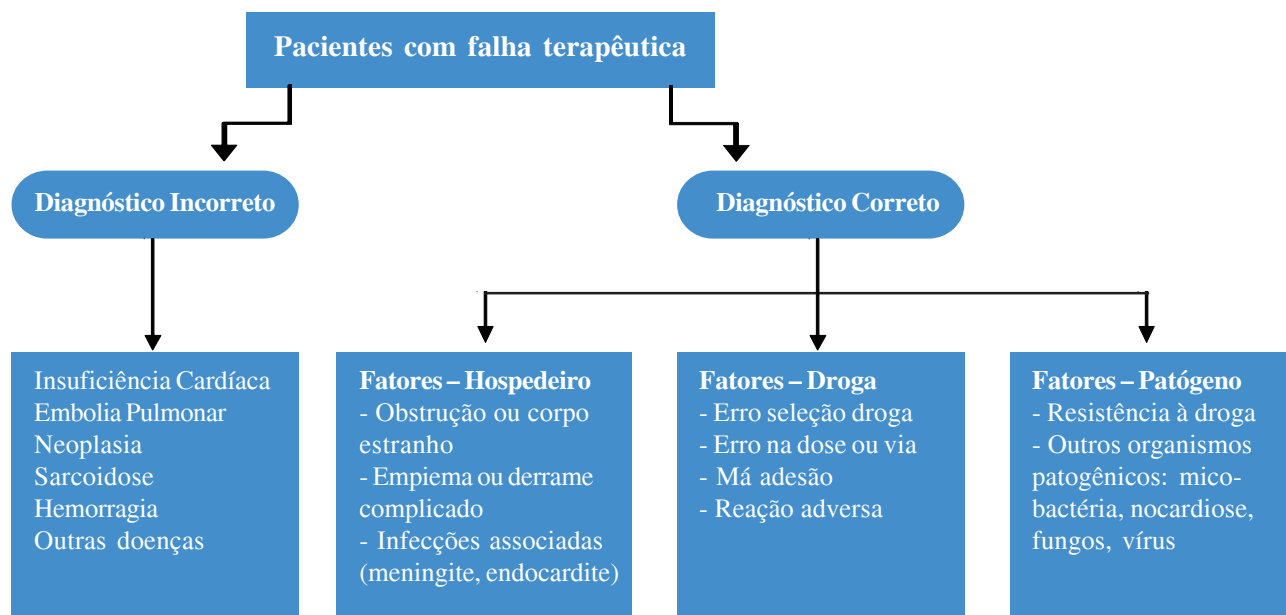 Pacientes com falha terapêutica
Diagnóstico Incorreto
Diagnóstico Correto
Insuficiência Cardíaca
Embolia Pulmonar
Neoplasia
Sarcoidose
Hemorragia
Outras doenças
Fatores – Hospedeiro
- Obstrução ou corpo
estranho
- Empiema ou derrame
complicado
- Infecções associadas
(meningite, endocardite)
Fatores – Droga
- Erro seleção droga
- Erro na dose ou via
- Má adesão
- Reação adversa
Fatores – Patógeno
- Resistência à droga
- Outros organismos
patogênicos: mico-
bactéria, nocardiose,
fungos, vírus